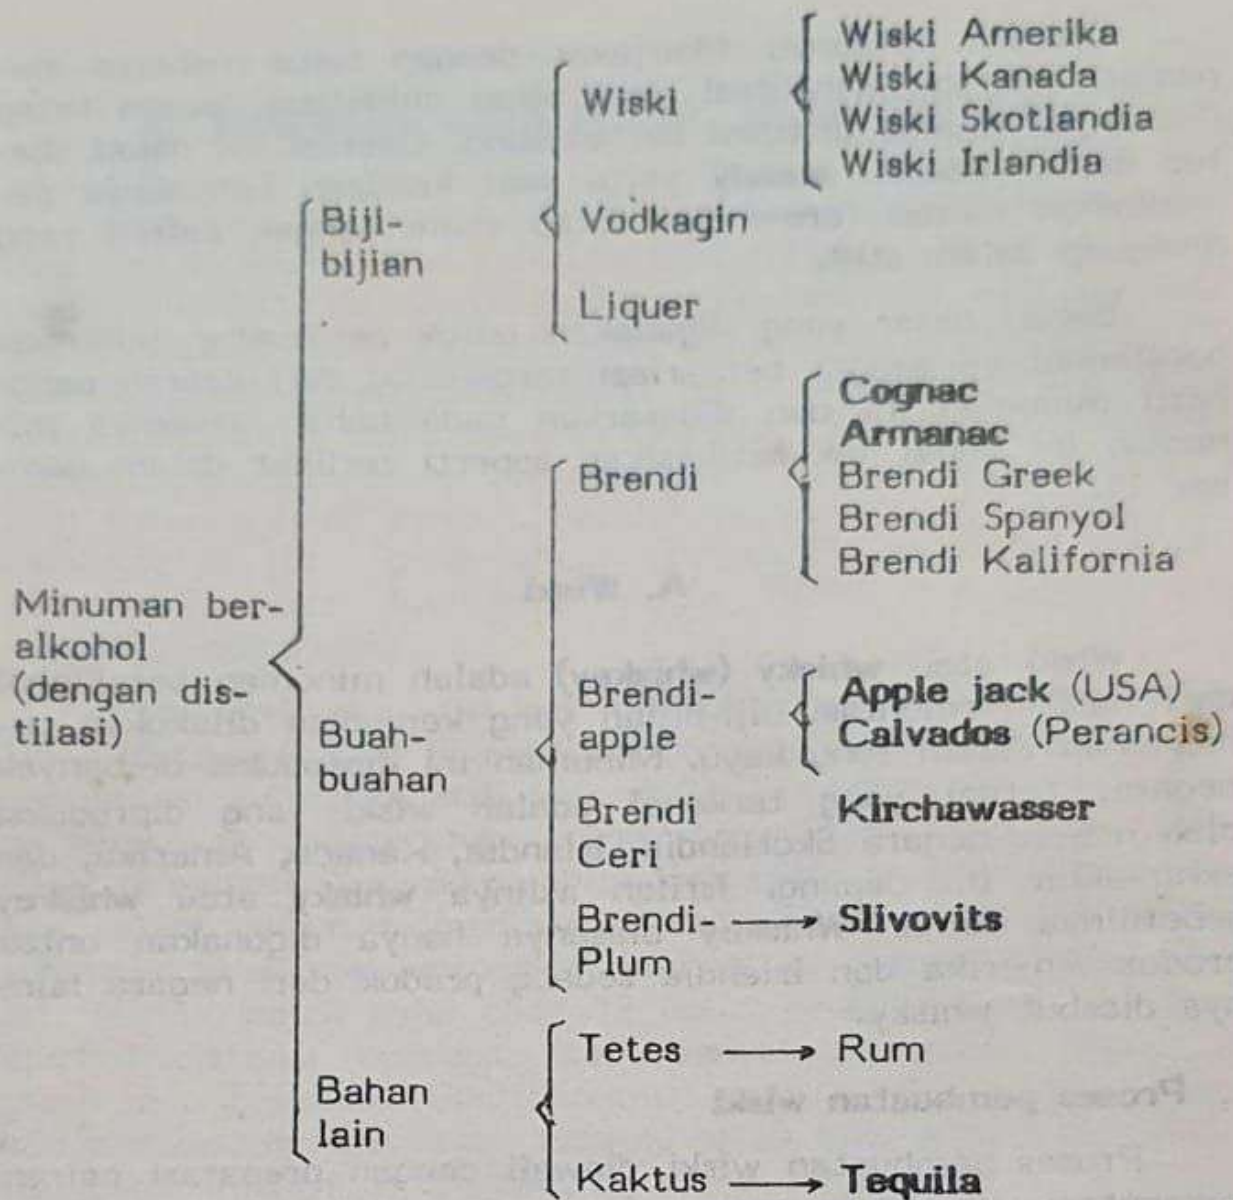 Wiski Amerika
Wiski Kanada
Wiski Skotlandia
Wiski Irlandia
Wiski
Biji-
bijian
Vodkagin
Liquer
Cognac
Armanac
Brendi Greek
Brendi Spanyol
Brendi Kalifornia
Brendi
Minuman ber-
alkohol
(dengan dis-
tilasi)
Buah-
buahan
Brendi-
apple
Apple jack (USA)
Calvados (Perancis)
Brendi
Ceri
Kirchawasser
Brendi-
Plum
Slivovits
Bahan
lain
Tetes
Rum
Kaktus
Tequila